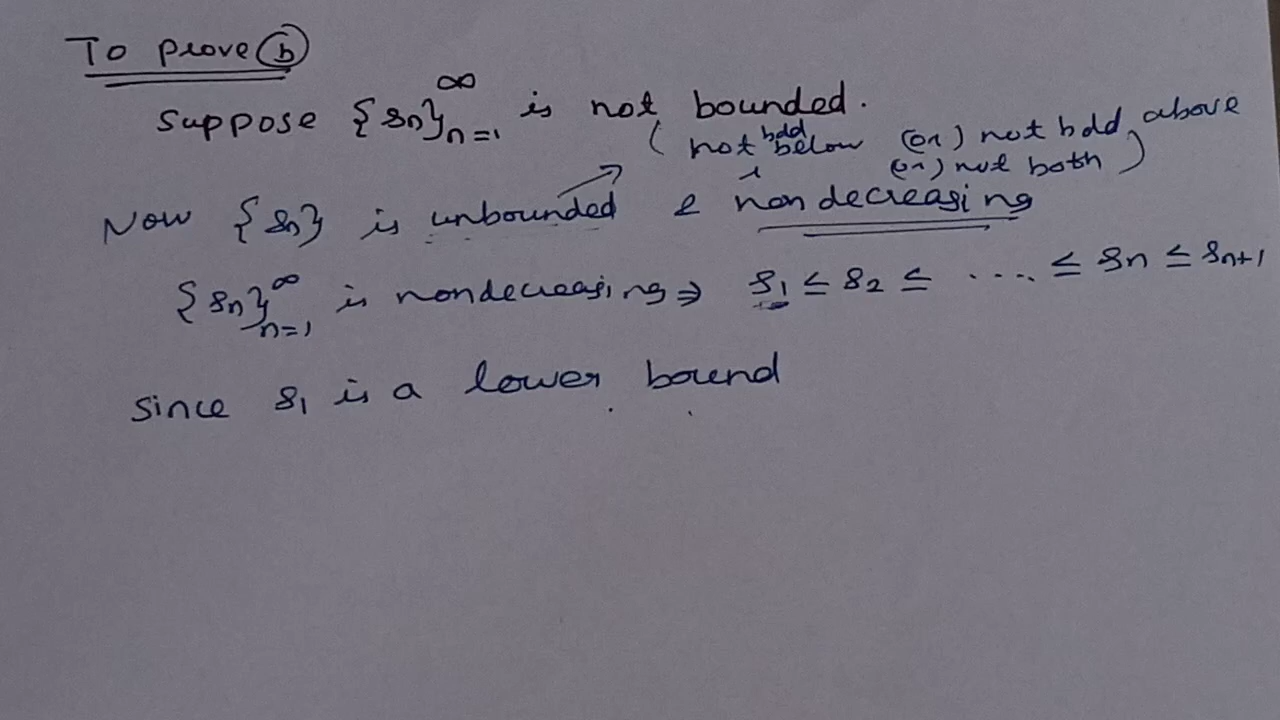 To prove (b)
Suppose {sn}∞n=1 is not bounded.
(not bdd below (or) not bdd above
(or) not both)
Now {sn} is unbounded & nondecreasing
{sn}∞n=1 is nondecreasing ⇒ s1 ≤ s2 ≤ ..... ≤ sn ≤ sn+1
since s1 is a lower bound